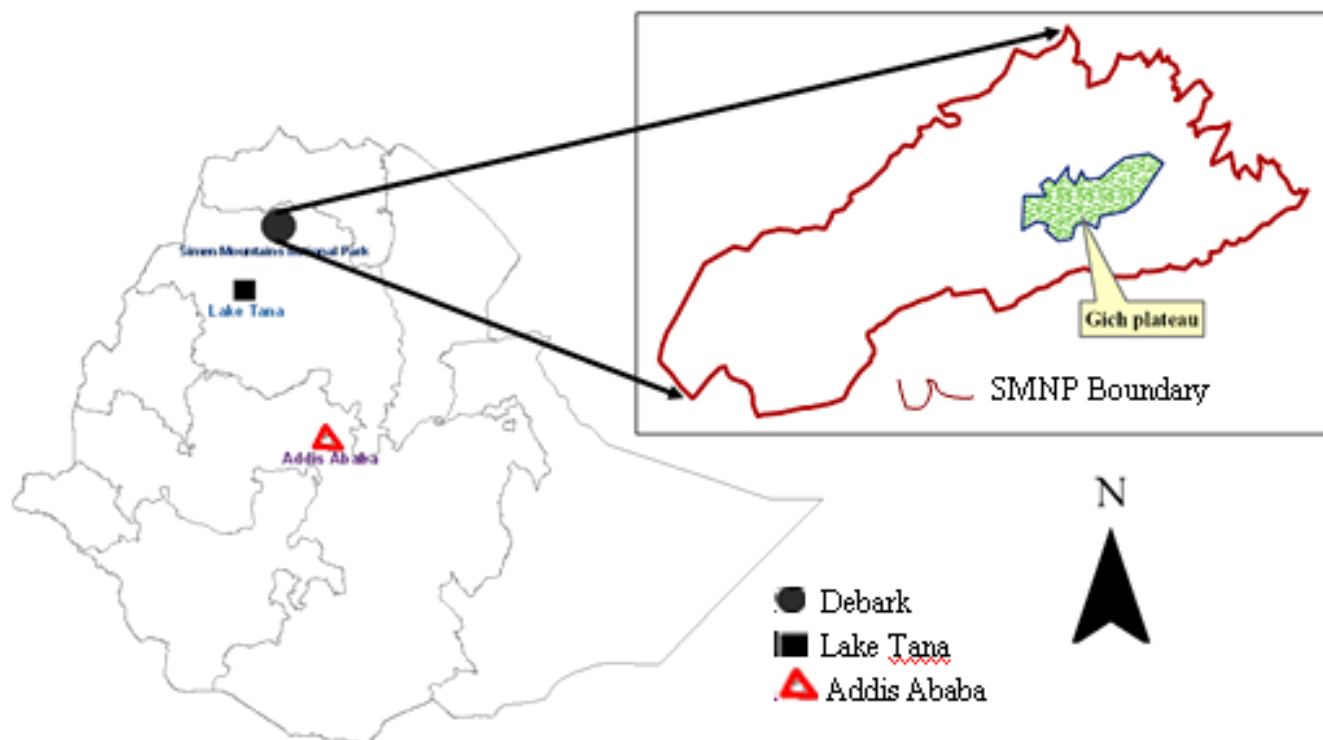 Simen Mountains National Park
Lake Tana
Addis Ababa
Gich plateau
SMNP Boundary
N
Debark
Lake Tana
Addis Ababa